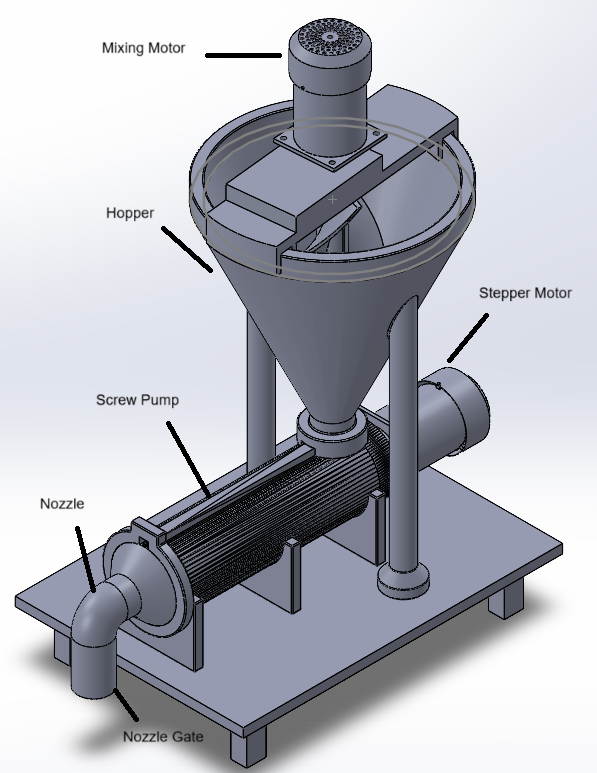 Mixing Motor
Hopper
Stepper Motor
Screw Pump
Nozzle
Nozzle Gate